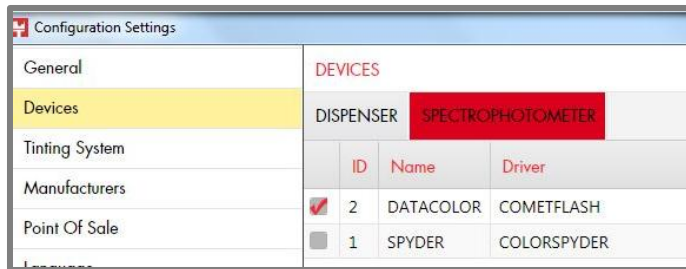 Configuration Settings
General
Devices
Tinting System
Manufacturers
Point Of Sale
DEVICES
DISPENSER SPECTROPHOTOMETER
ID Name Driver
2 DATACOLOR COMETFLASH
1 SPYDER COLORSPYDER